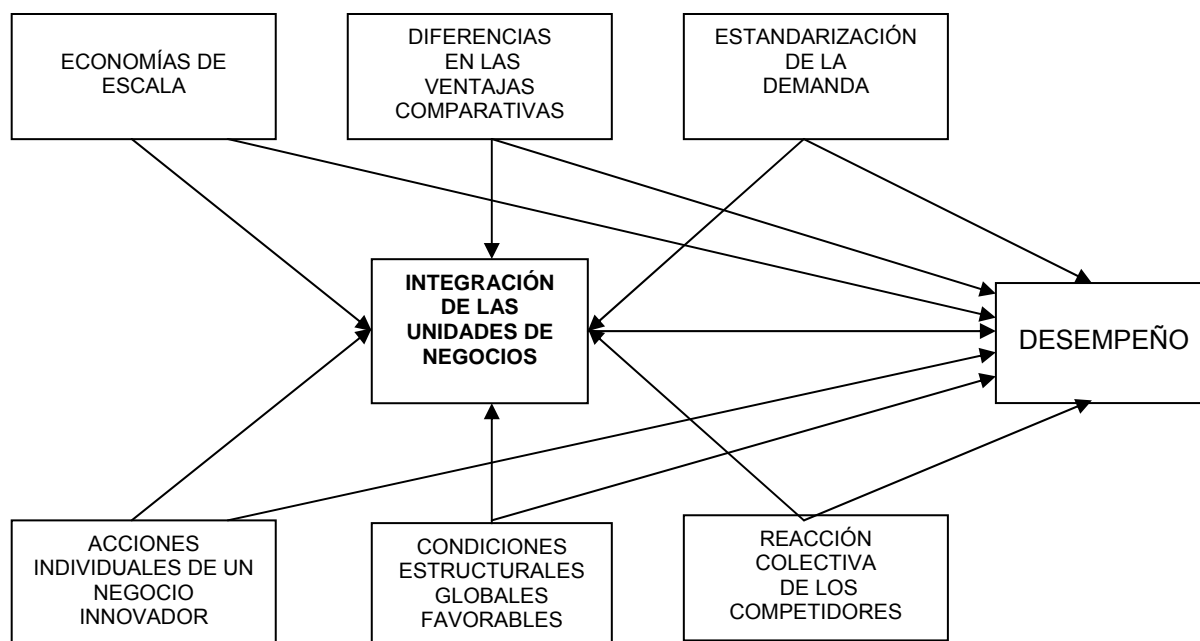 ECONOMÍAS DE
ESCALA
DIFERENCIAS
EN LAS
VENTAJAS
COMPARATIVAS
ESTANDARIZACIÓN
DE LA
DEMANDA
INTEGRACIÓN
DE LAS
UNIDADES DE
NEGOCIOS
DESEMPEÑO
ACCIONES
INDIVIDUALES DE UN
NEGOCIO
INNOVADOR
CONDICIONES
ESTRUCTURALES
GLOBALES
FAVORABLES
REACCIÓN
COLECTIVA
DE LOS
COMPETIDORES